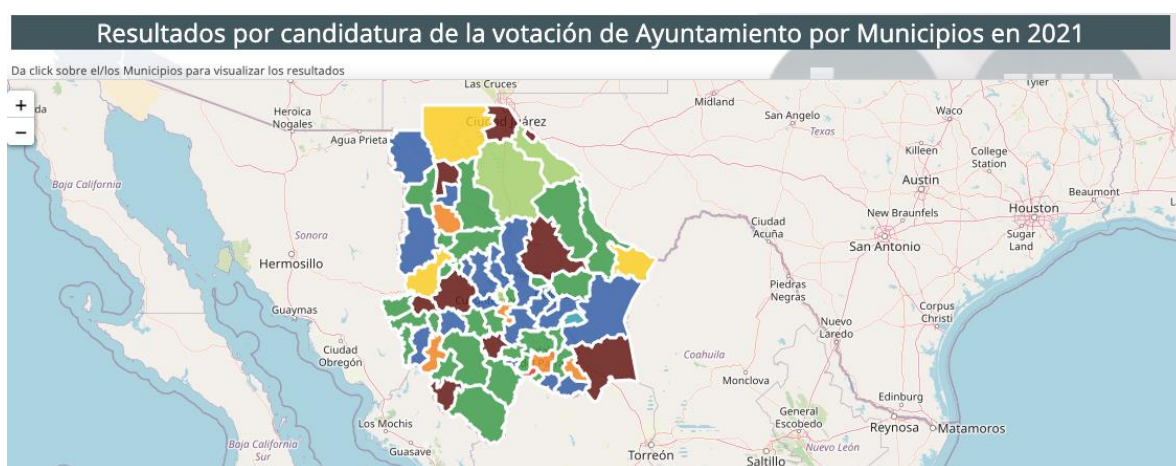 Resultados por candidatura de la votación de Ayuntamiento por Municipios en 2021
Da click sobre el/los Municipios para visualizar los resultados
+
−
Las Cruces
Tyler
Heroica
Nogales
Agua Prieta
Ciudad Juárez
Midland
San Angelo
Texas
Waco
Killeen
College
Station
Baja California
Austin
Beaumont
New Braunfels
Houston
Sugar
Land
San Antonio
Sonora
Hermosillo
Ciudad
Acuña
Guaymas
Piedras
Negras
Corpus
Christi
Nuevo
Laredo
Ciudad
Obregón
Coahuila
Monclova
Edinburg
Los Mochis
General
Escobedo
Reynosa
Matamoros
Baja California
Sur
Guasave
Torreón
Saltillo
Nuevo León